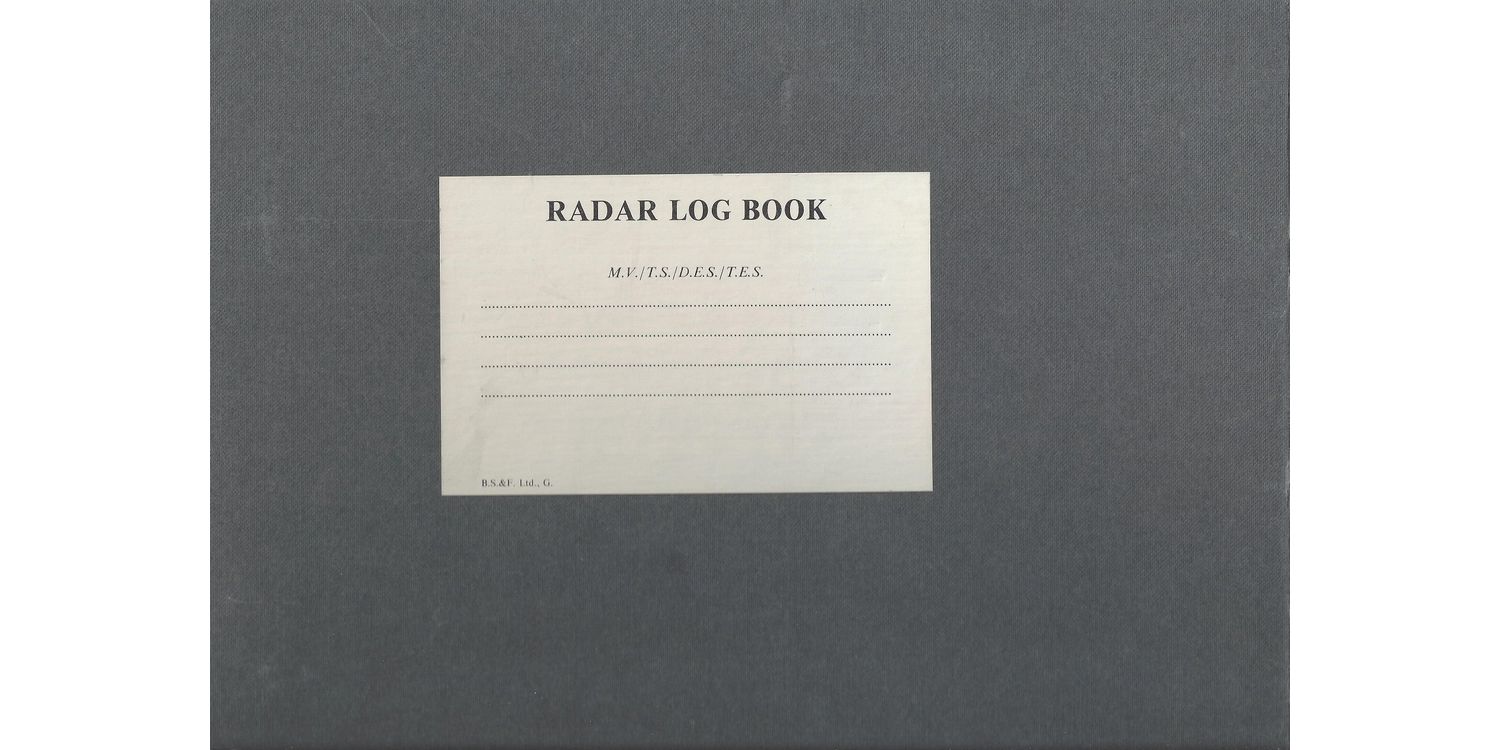 RADAR LOG BOOK
M.V./T.S./D.E.S./T.E.S.
B.S.&F. Ltd., G.